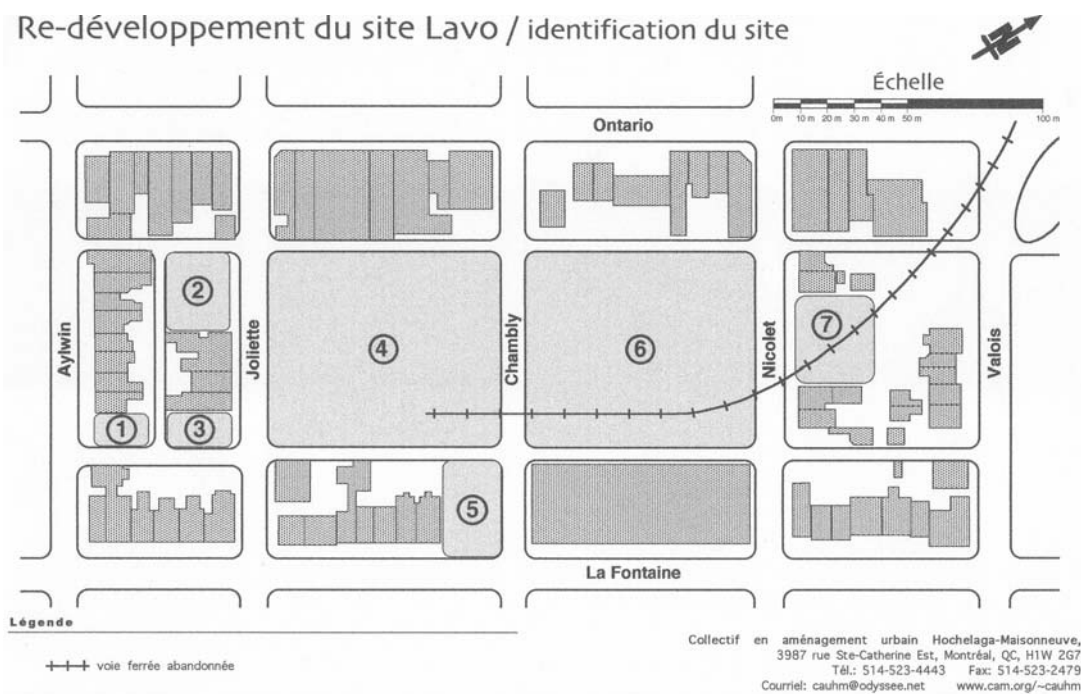 Re-développement du site Lavo / identification du site
N
Échelle
0m 10 m 20 m 30 m 40 m 50 m 100 m
Ontario
Aylwin
Joliette
Chambly
Nicolet
Valois
2
4
6
7
1
3
5
La Fontaine
Légende
voie ferrée abandonnée
Collectif en aménagement urbain Hochelaga-Maisonneuve,
3987 rue Ste-Catherine Est, Montréal, QC, H1W 2G7
Tél.: 514-523-4443 Fax: 514-523-2479
Courriel: cauhm@odyssee.net www.cam.org/~cauhm